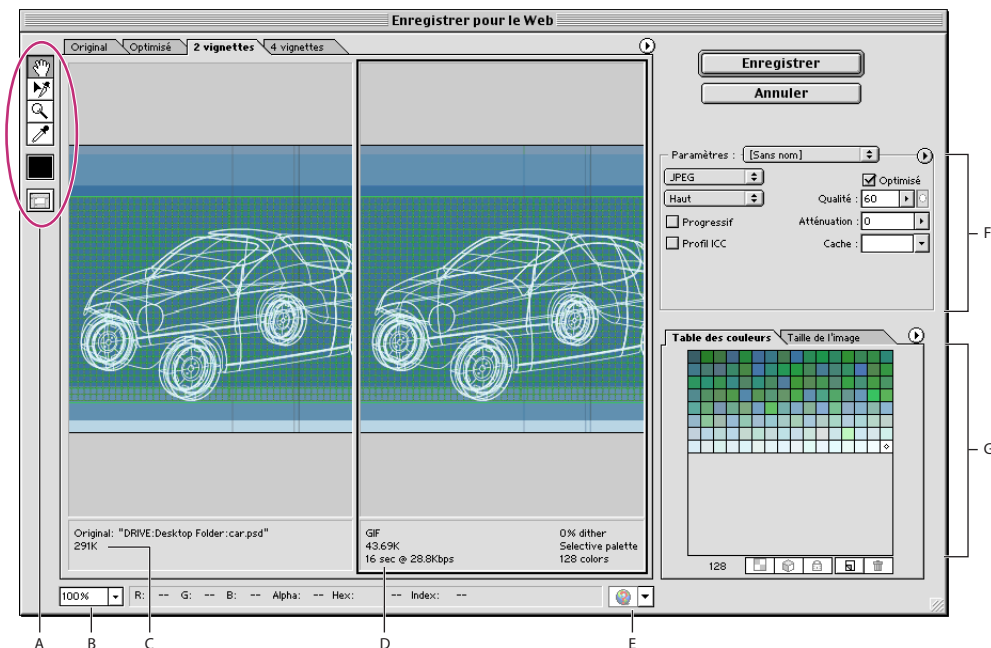 Enregistrer pour le Web
Original Optimisé 2 vignettes 4 vignettes
Enregistrer
Annuler
Paramètres : [Sans nom]
JPEG
Optimisé
Haut
Qualité : 60
Progressif
Atténuation : 0
Profil ICC
Cache :
F
Table des couleurs Taille de l'image
G
128
Original: "DRIVE:Desktop Folder:car.psd"
291K
GIF
43.69K
16 sec @ 28.8Kbps
0% dither
Selective palette
128 colors
100% R: -- G: -- B: -- Alpha: -- Hex: -- Index: --
A B C D E